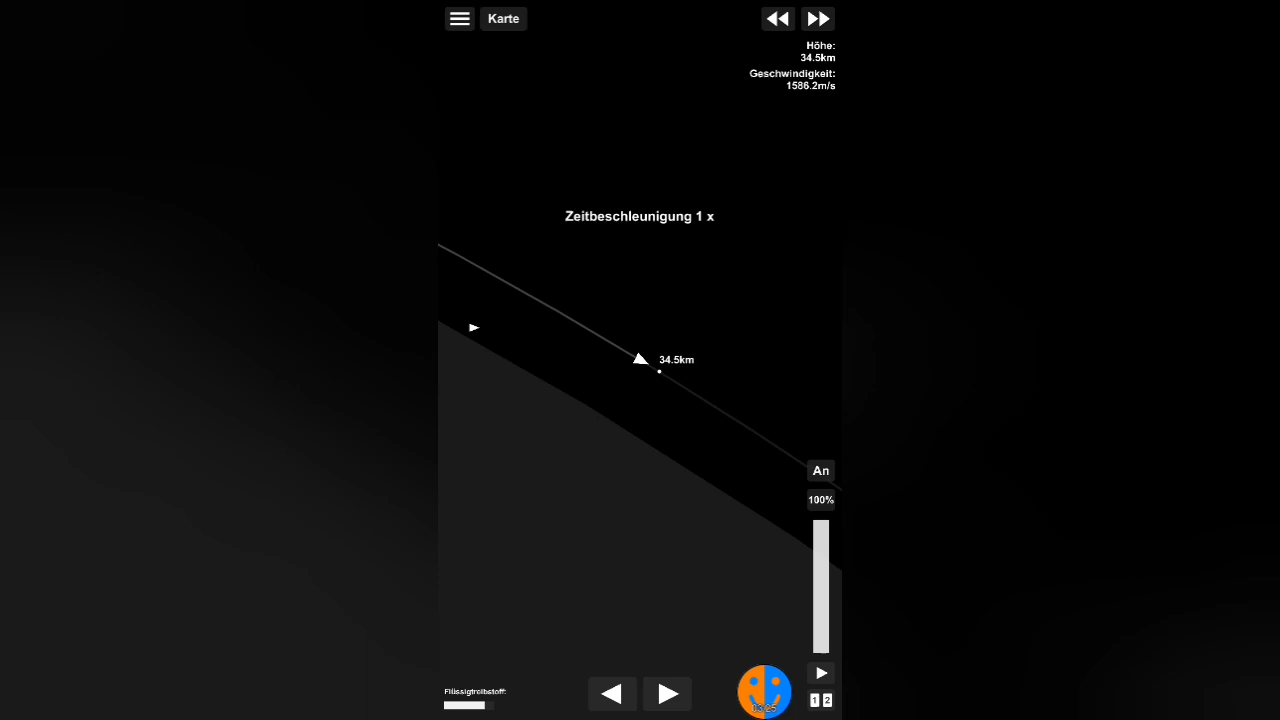 Karte
Höhe:
34.5km
Geschwindigkeit:
1586.2m/s
Zeitbeschleunigung 1 x
34.5km
An
100%
Flüssigtreibstoff:
1 2